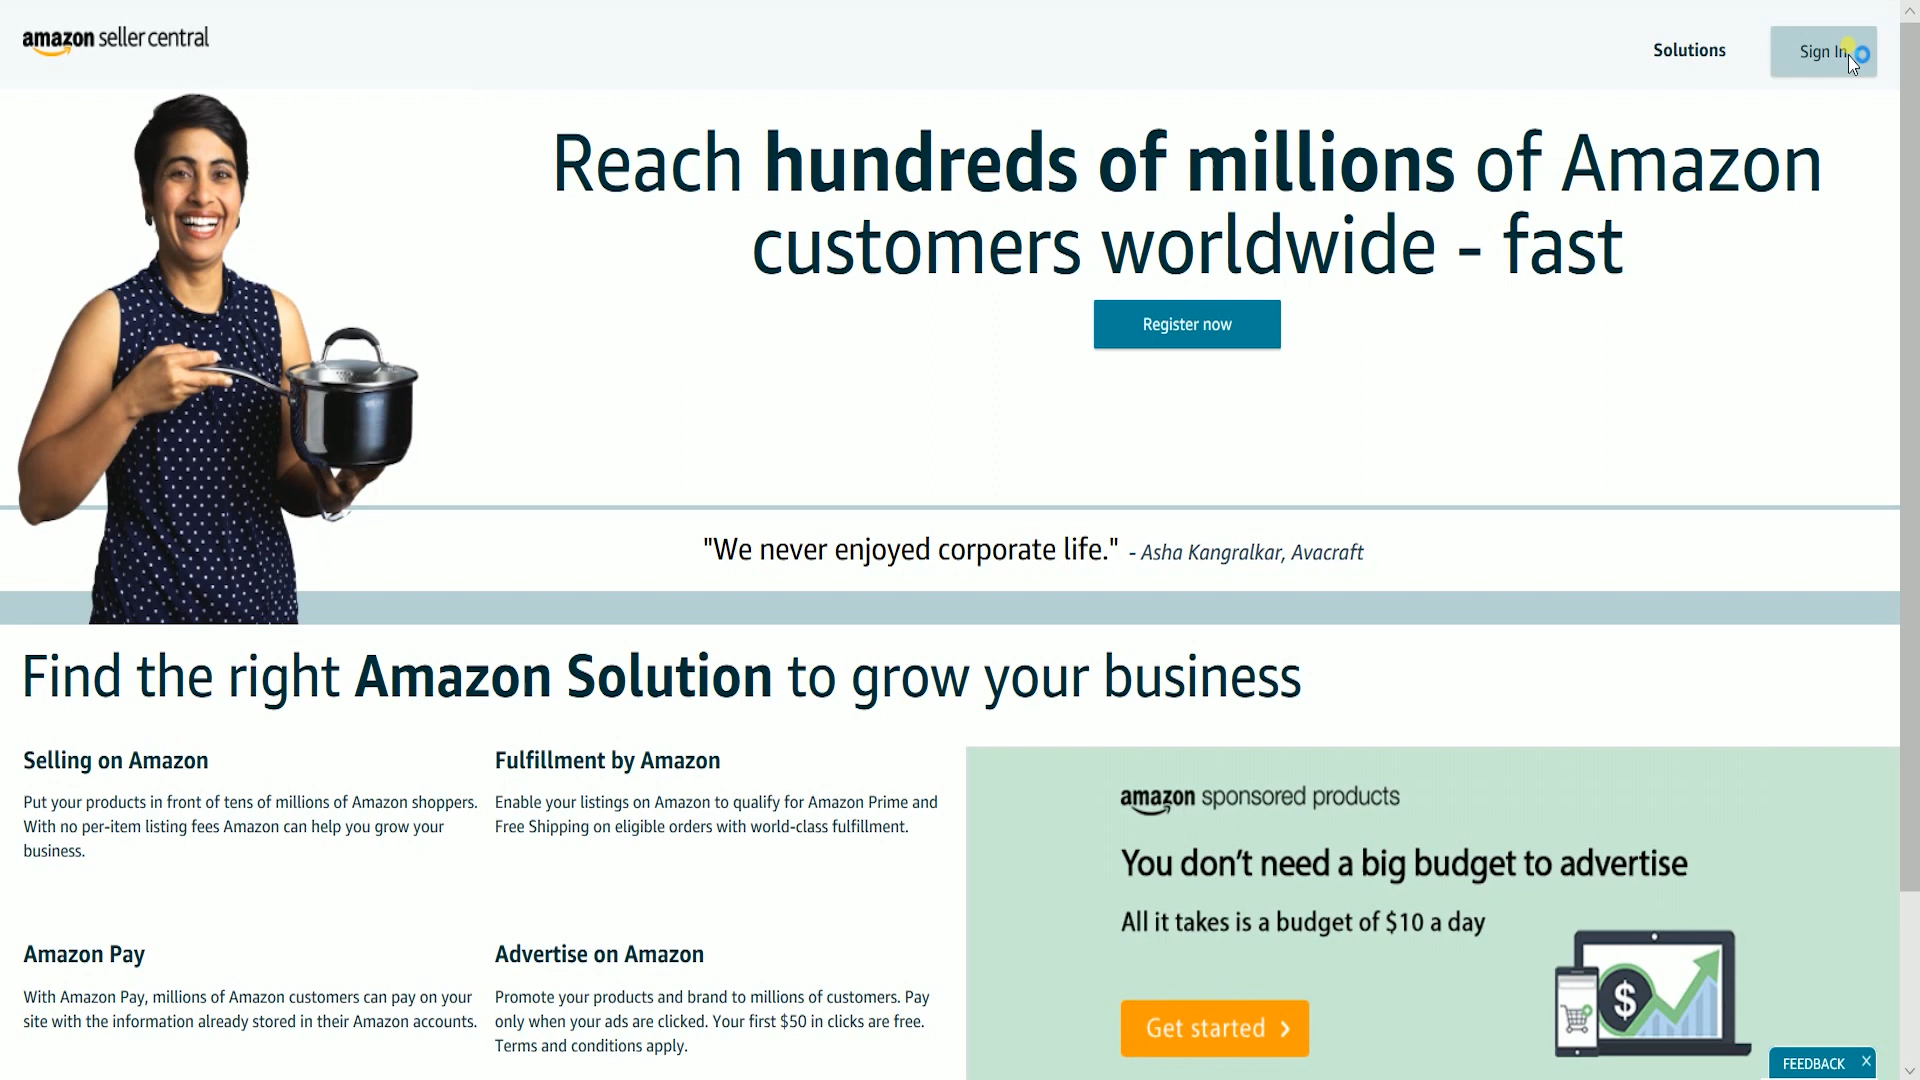 amazon seller central
Solutions
Sign In
Reach hundreds of millions of Amazon
customers worldwide - fast
Register now
"We never enjoyed corporate life." - Asha Kangralkar, Avacraft
Find the right Amazon Solution to grow your business
Selling on Amazon
Put your products in front of tens of millions of Amazon shoppers.
With no per-item listing fees Amazon can help you grow your
business.
Fulfillment by Amazon
Enable your listings on Amazon to qualify for Amazon Prime and
Free Shipping on eligible orders with world-class fulfillment.
Amazon Pay
With Amazon Pay, millions of Amazon customers can pay on your
site with the information already stored in their Amazon accounts.
Advertise on Amazon
Promote your products and brand to millions of customers. Pay
only when your ads are clicked. Your first $50 in clicks are free.
Terms and conditions apply.
amazon sponsored products
You don't need a big budget to advertise
All it takes is a budget of $10 a day
$
Get started >
FEEDBACK X